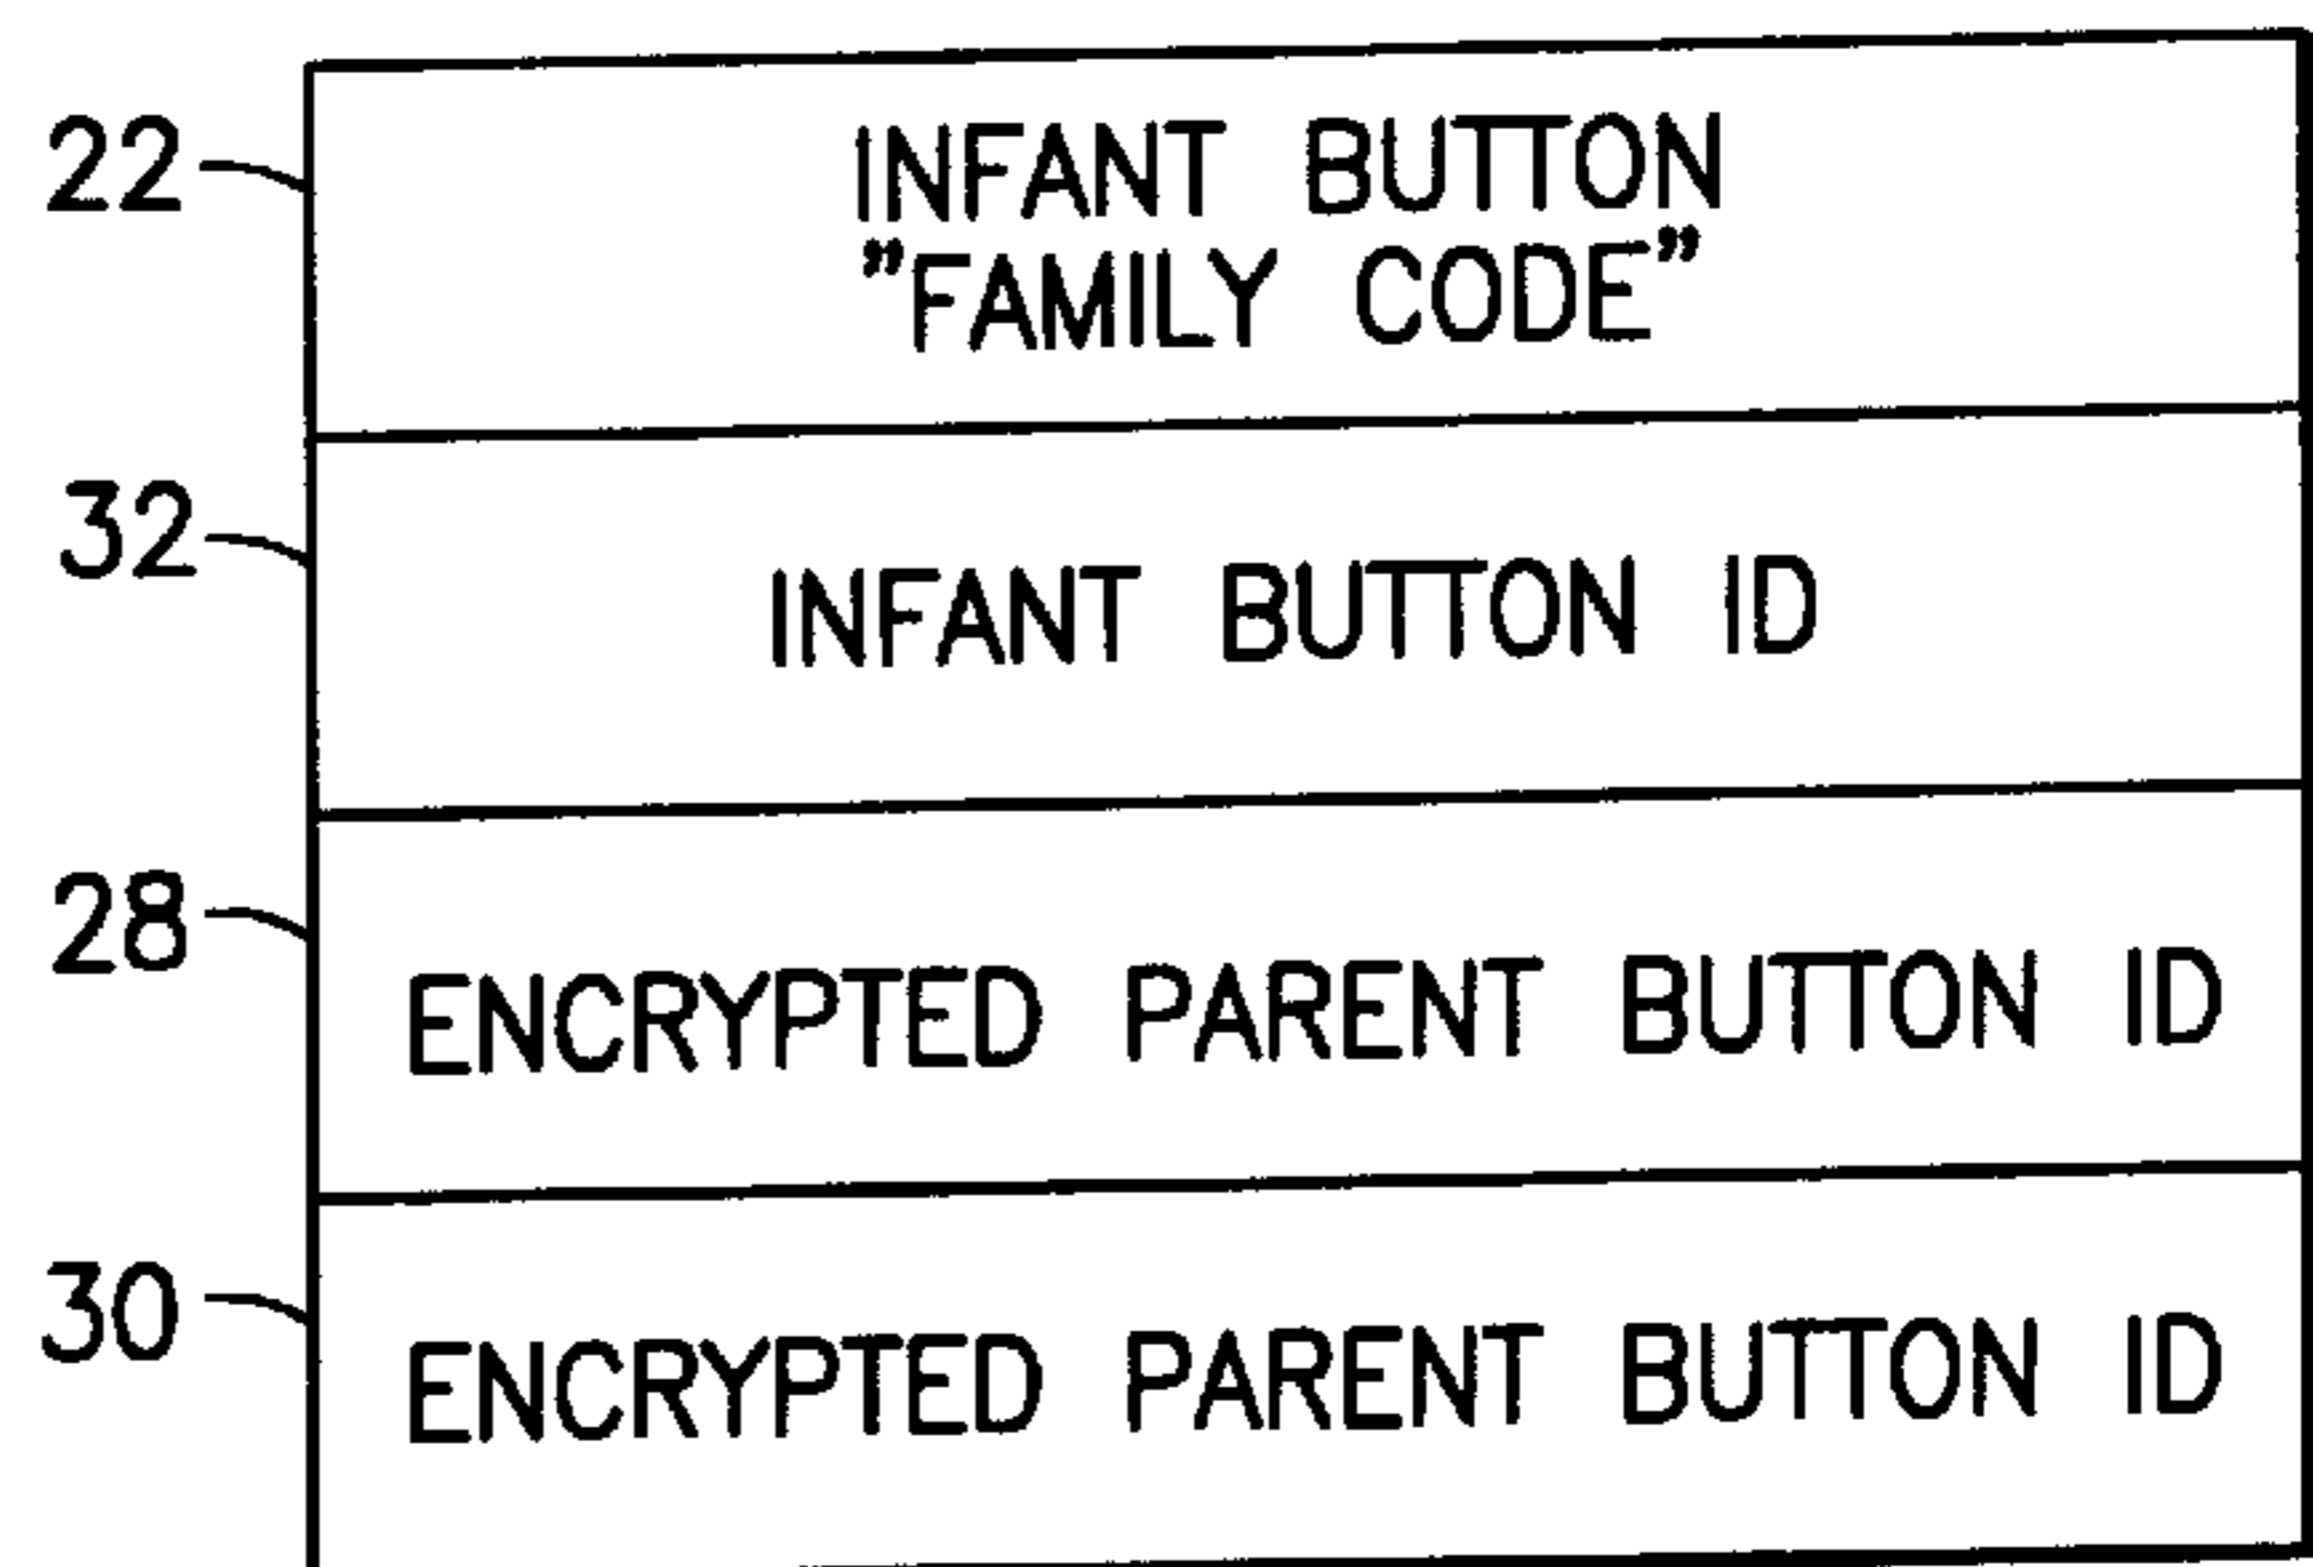 22
INFANT BUTTON
"FAMILY CODE"
32
INFANT BUTTON ID
28
ENCRYPTED PARENT BUTTON ID
30
ENCRYPTED PARENT BUTTON ID